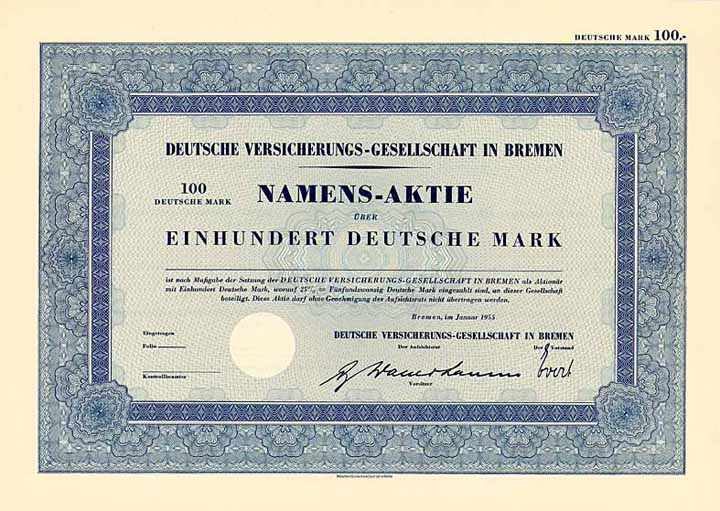 DEUTSCHE MARK 100.-
DEUTSCHE VERSICHERUNGS-GESELLSCHAFT IN BREMEN
100
DEUTSCHE MARK
NAMENS-AKTIE
ÜBER
EINHUNDERT DEUTSCHE MARK
ist nach Maßgabe der Satzung der DEUTSCHE VERSICHERUNGS-GESELLSCHAFT IN BREMEN als Aktionär
mit Einhundert Deutsche Mark, worauf 25% = Fünfundzwanzig Deutsche Mark eingezahlt sind, an dieser Gesellschaft
beteiligt. Diese Aktie darf ohne Genehmigung des Aufsichtsrats nicht übertragen werden.
Bremen, im Januar 1955
Eingetragen
DEUTSCHE VERSICHERUNGS-GESELLSCHAFT IN BREMEN
Folio
Der Aufsichtsrat
Der Vorstand
Kontrollbeamter
Vorsitzer